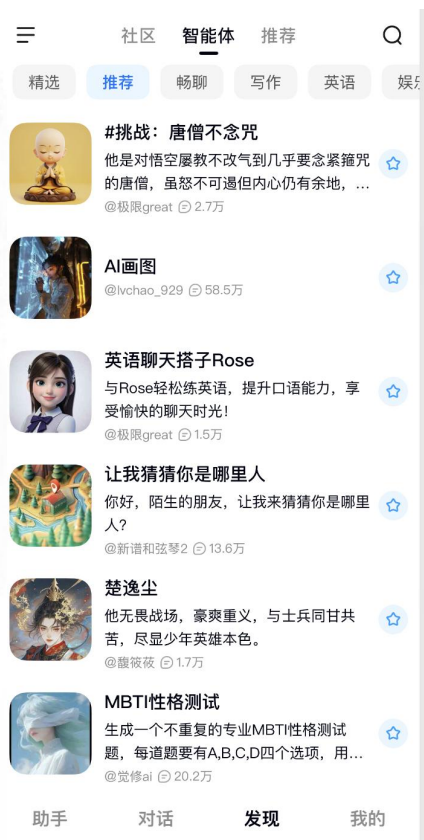 社区 智能体 推荐
精选 推荐 畅聊 写作 英语
#挑战：唐僧不念咒
他是对悟空屡教不改气到几乎要念紧箍咒
的唐僧，虽怒不可遏但内心仍有余地，...
@极限great 2.7万
AI画图
@lvchao_929 58.5万
英语聊天搭子Rose
与Rose轻松练英语，提升口语能力，享
受愉快的聊天时光！
@极限great 1.5万
让我猜猜你是哪里人
你好，陌生的朋友，让我来猜猜你是哪里
人？
@新谱和弦琴2 13.6万
楚逸尘
他无畏战场，豪爽重义，与士兵同甘共
苦，尽显少年英雄本色。
@馥筱莜 1.7万
MBTI性格测试
生成一个不重复的专业MBTI性格测试
题，每道题要有A,B,C,D四个选项，用...
@觉修ai 20.2万
助手 对话 发现 我的